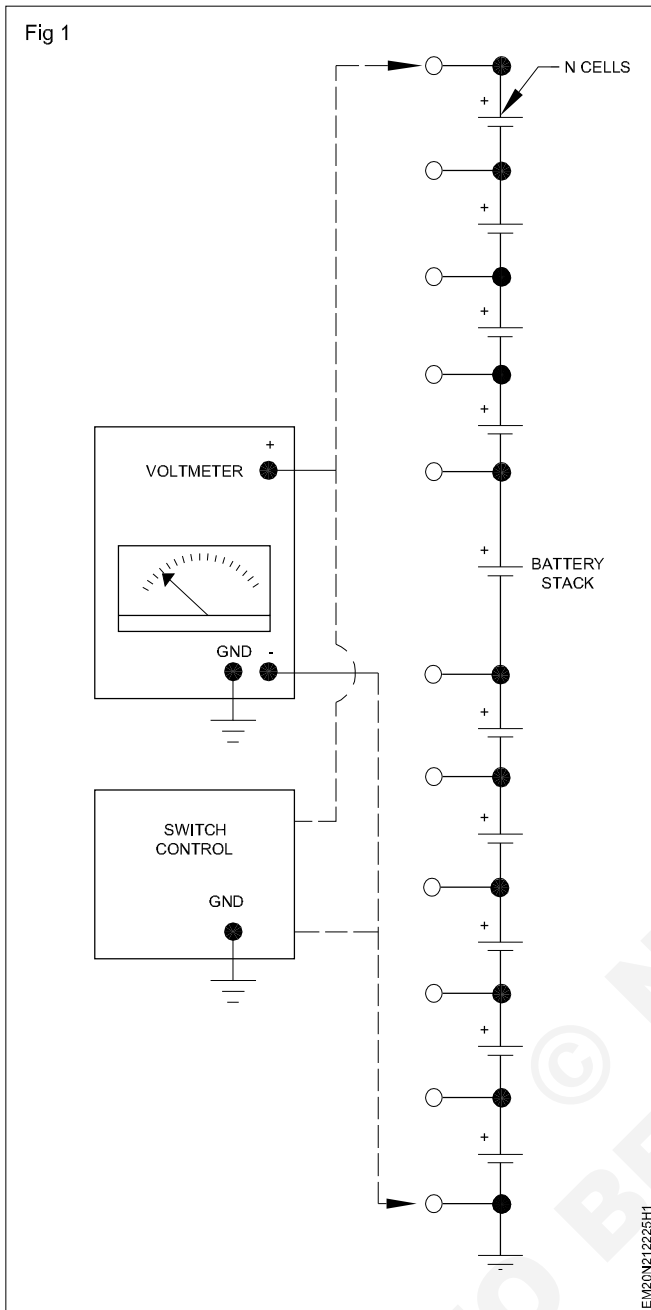 Fig 1
N CELLS
+
+
+
+
+
VOLTMETER
+
BATTERY
STACK
GND -
+
SWITCH
CONTROL
+
GND
+
+
+
EM20N212225H1
©